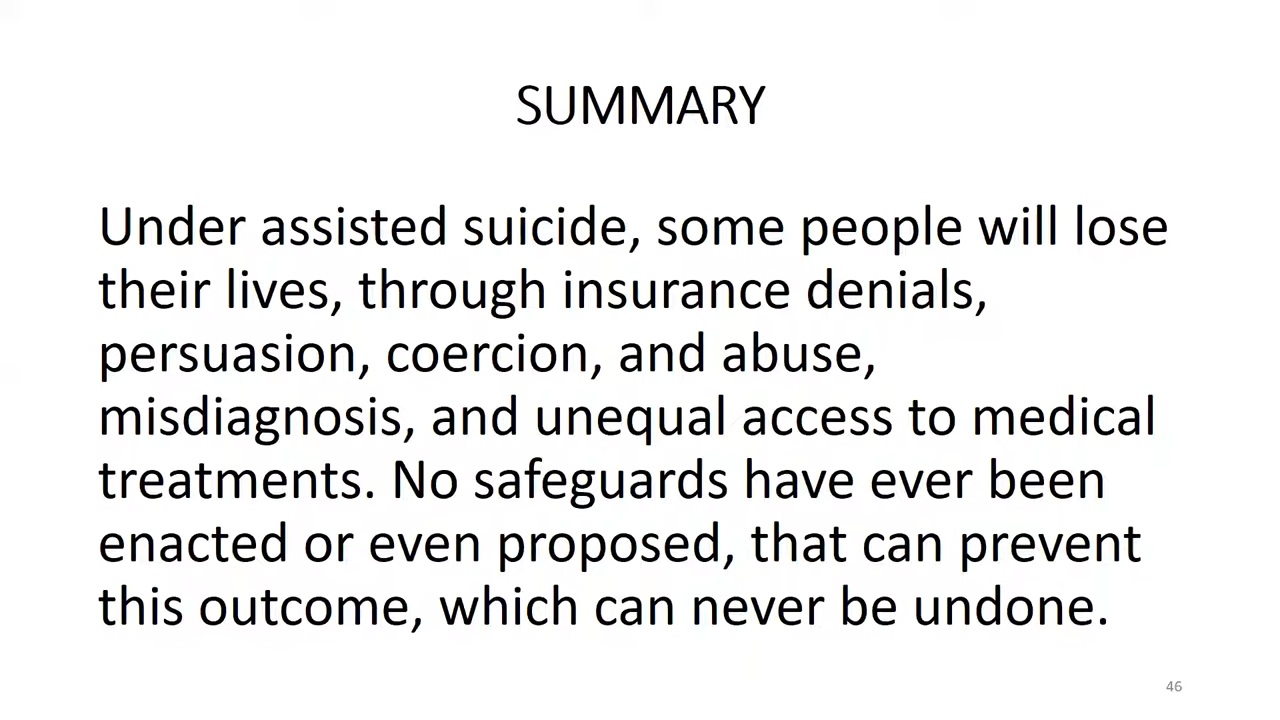 SUMMARY
Under assisted suicide, some people will lose
their lives, through insurance denials,
persuasion, coercion, and abuse,
misdiagnosis, and unequal access to medical
treatments. No safeguards have ever been
enacted or even proposed, that can prevent
this outcome, which can never be undone.
46